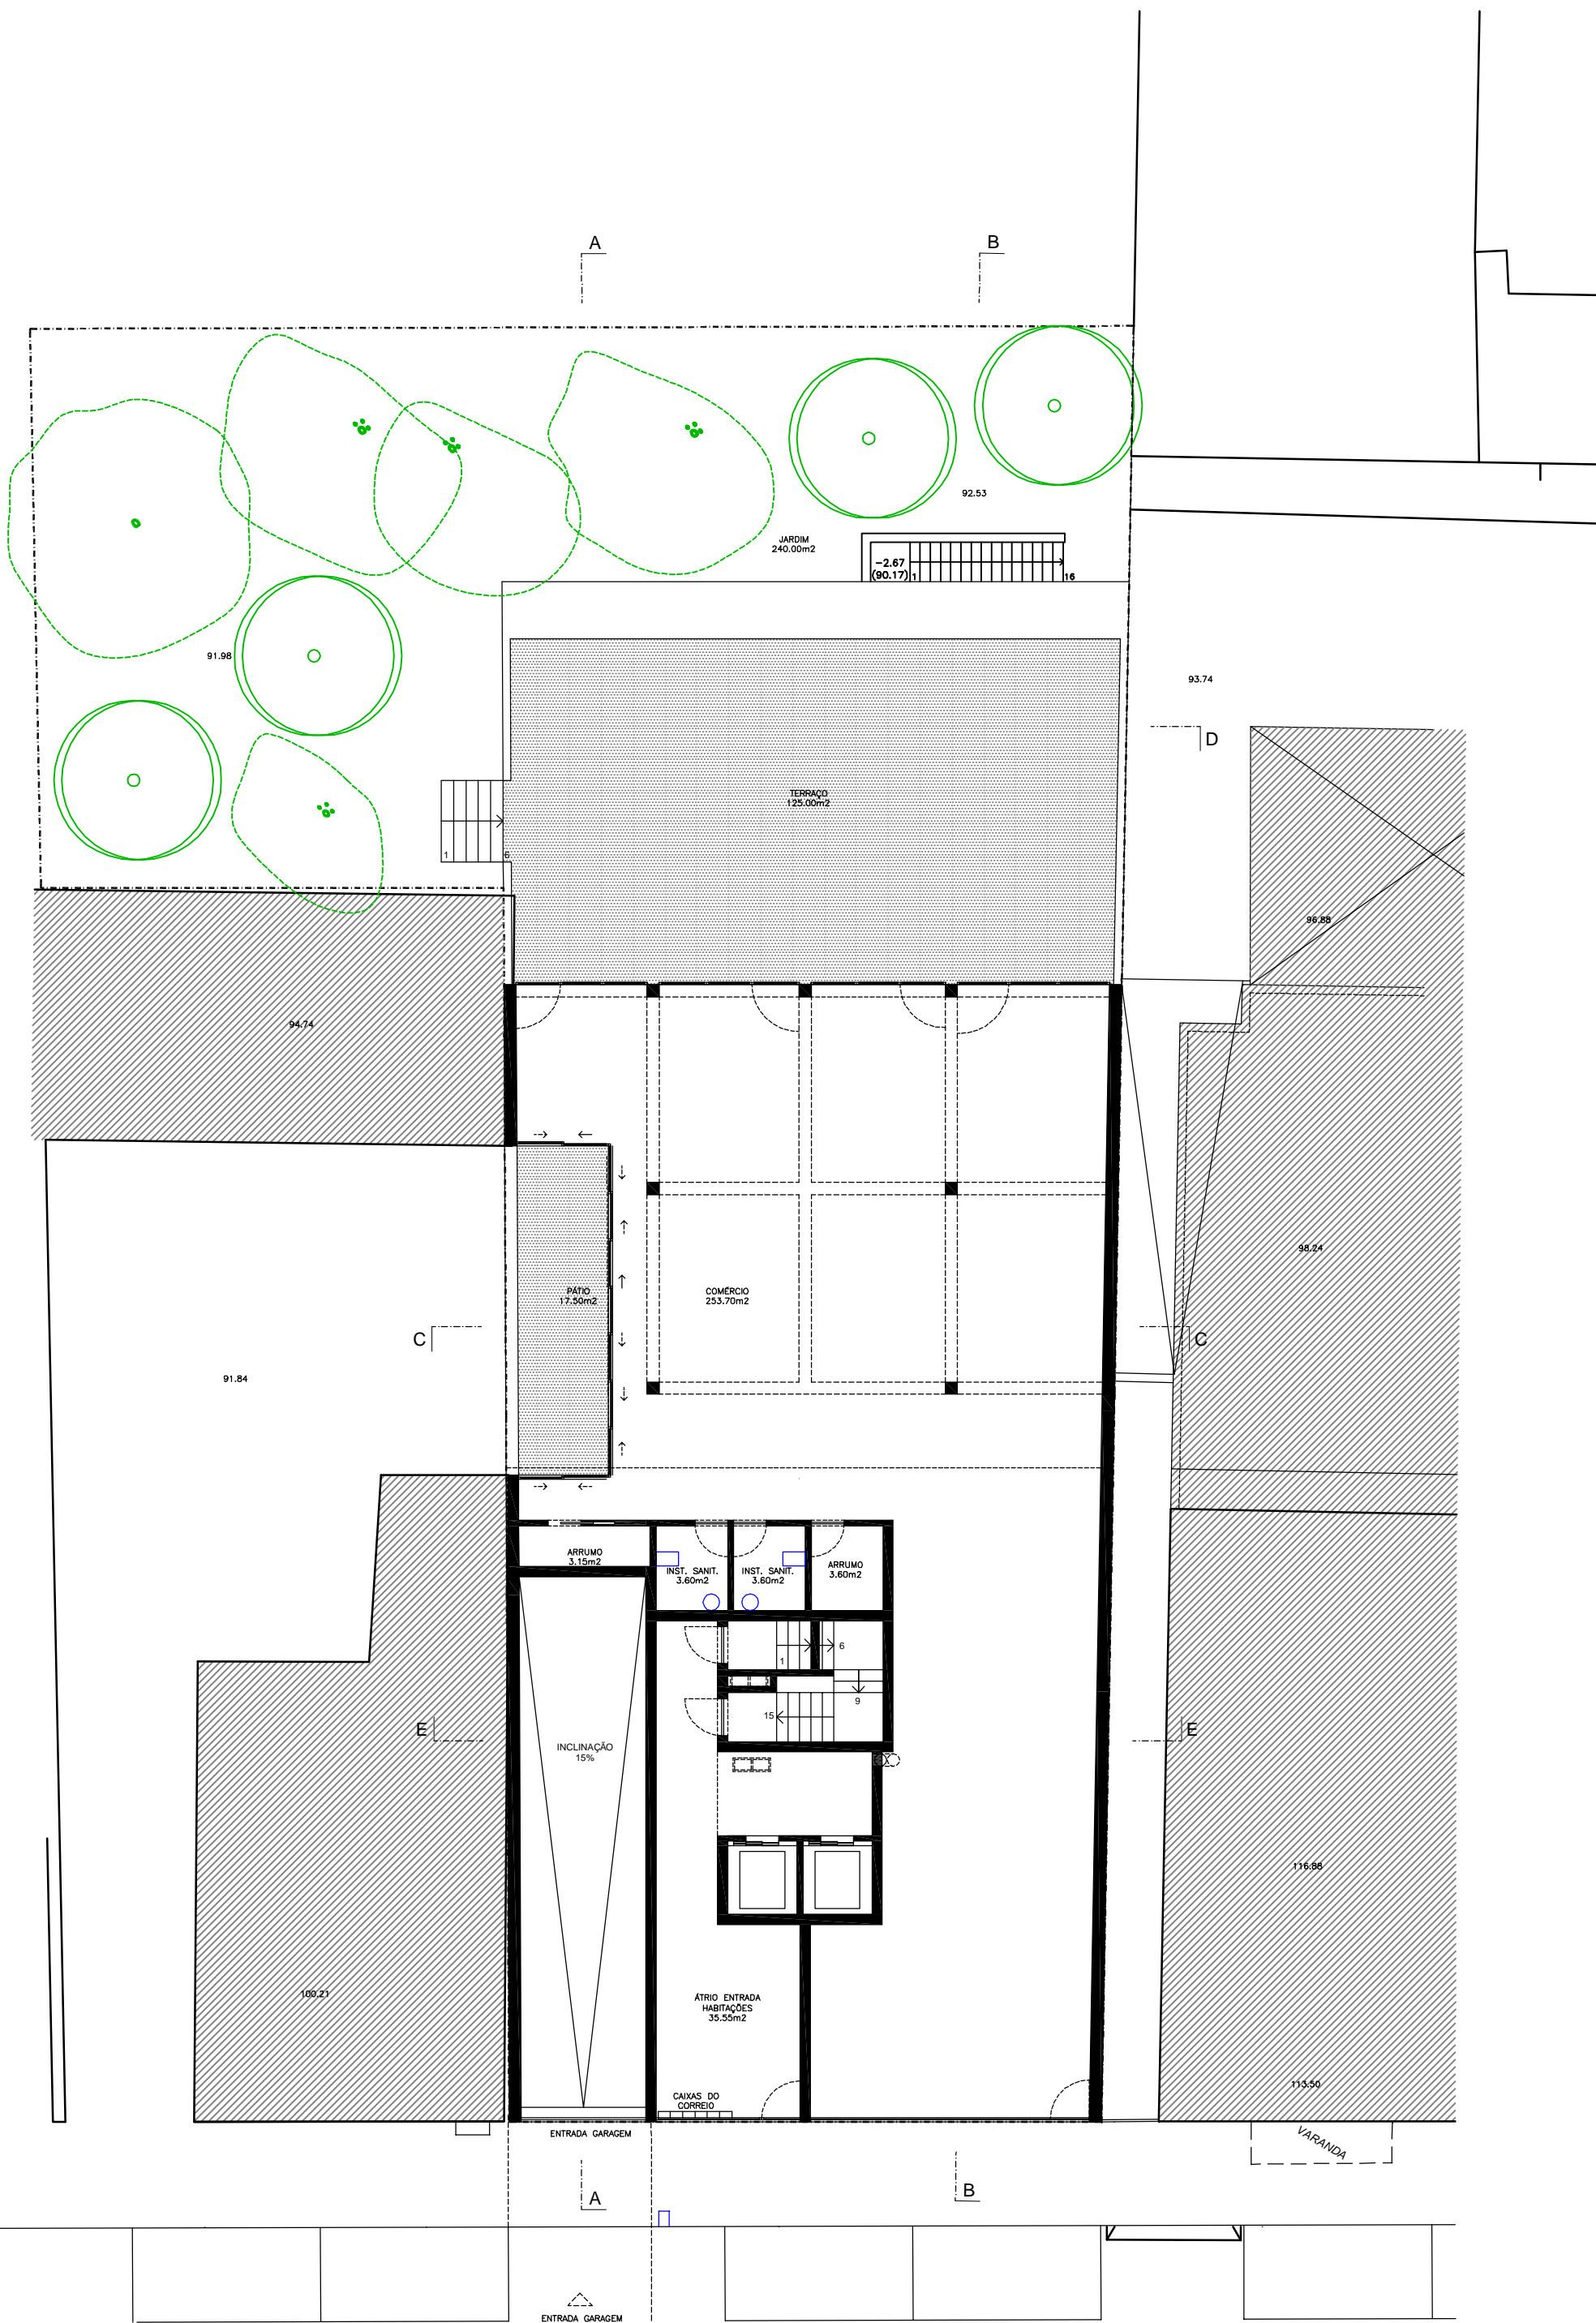 A
B
92.53
JARDIM
240.00m2
-2.67
(90.17)
1
16
91.98
93.74
D
TERRAÇO
125.00m2
1
6
96.88
94.74
98.24
PÁTIO
17.50m2
COMÉRCIO
253.70m2
C
C
91.84
ARRUMO
3.15m2
INST. SANIT.
3.60m2
INST. SANIT.
3.60m2
ARRUMO
3.60m2
6
1
9
15
E
E
INCLINAÇÃO
15%
116.88
100.21
ÁTRIO ENTRADA
HABITAÇÕES
35.55m2
113.50
CAIXAS DO
CORREIO
ENTRADA GARAGEM
VARANDA
A
B
ENTRADA GARAGEM